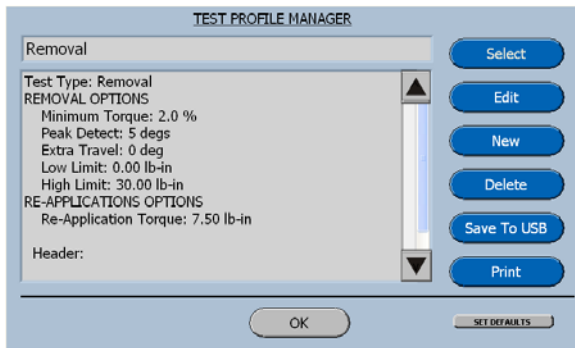 TEST PROFILE MANAGER
Removal
Test Type: Removal
REMOVAL OPTIONS
Minimum Torque: 2.0 %
Peak Detect: 5 degs
Extra Travel: 0 deg
Low Limit: 0.00 lb-in
High Limit: 30.00 lb-in
RE-APPLICATIONS OPTIONS
Re-Application Torque: 7.50 lb-in
Header:
Select
Edit
New
Delete
Save To USB
Print
OK
SET DEFAULTS